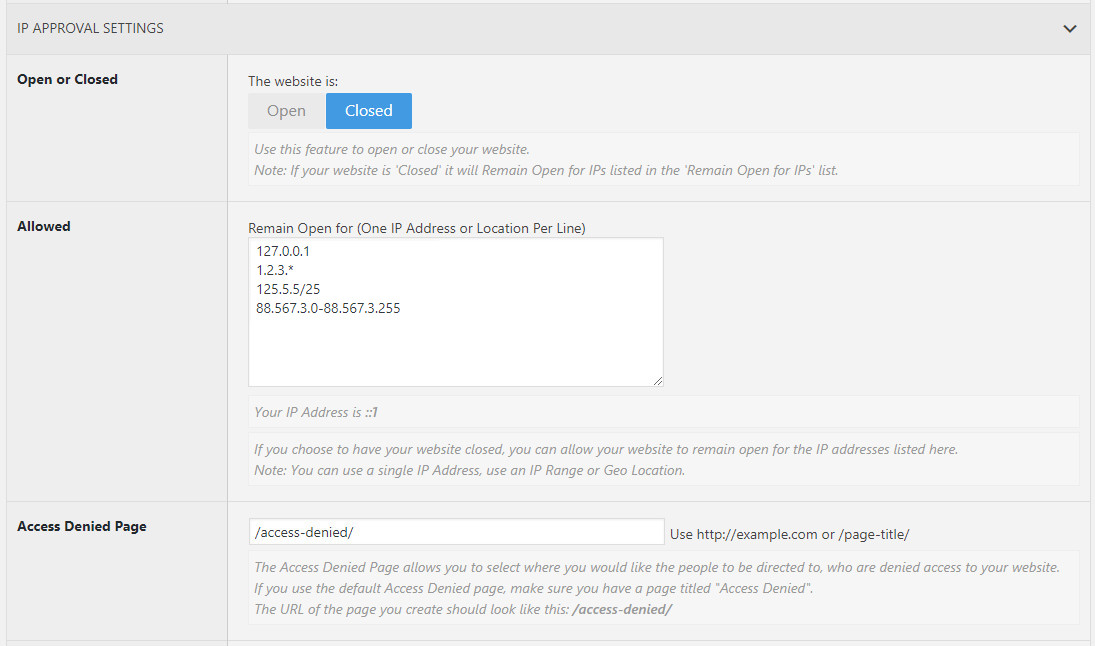 IP APPROVAL SETTINGS
Open or Closed
The website is:
Open Closed
Use this feature to open or close your website.
Note: If your website is 'Closed' it will Remain Open for IPs listed in the 'Remain Open for IPs' list.
Allowed
Remain Open for (One IP Address or Location Per Line)
127.0.0.1
1.2.3.*
125.5.5/25
88.567.3.0-88.567.3.255
Your IP Address is ::1
If you choose to have your website closed, you can allow your website to remain open for the IP addresses listed here.
Note: You can use a single IP Address, use an IP Range or Geo Location.
Access Denied Page
/access-denied/ Use http://example.com or /page-title/
The Access Denied Page allows you to select where you would like the people to be directed to, who are denied access to your website.
If you use the default Access Denied page, make sure you have a page titled "Access Denied".
The URL of the page you create should look like this: /access-denied/